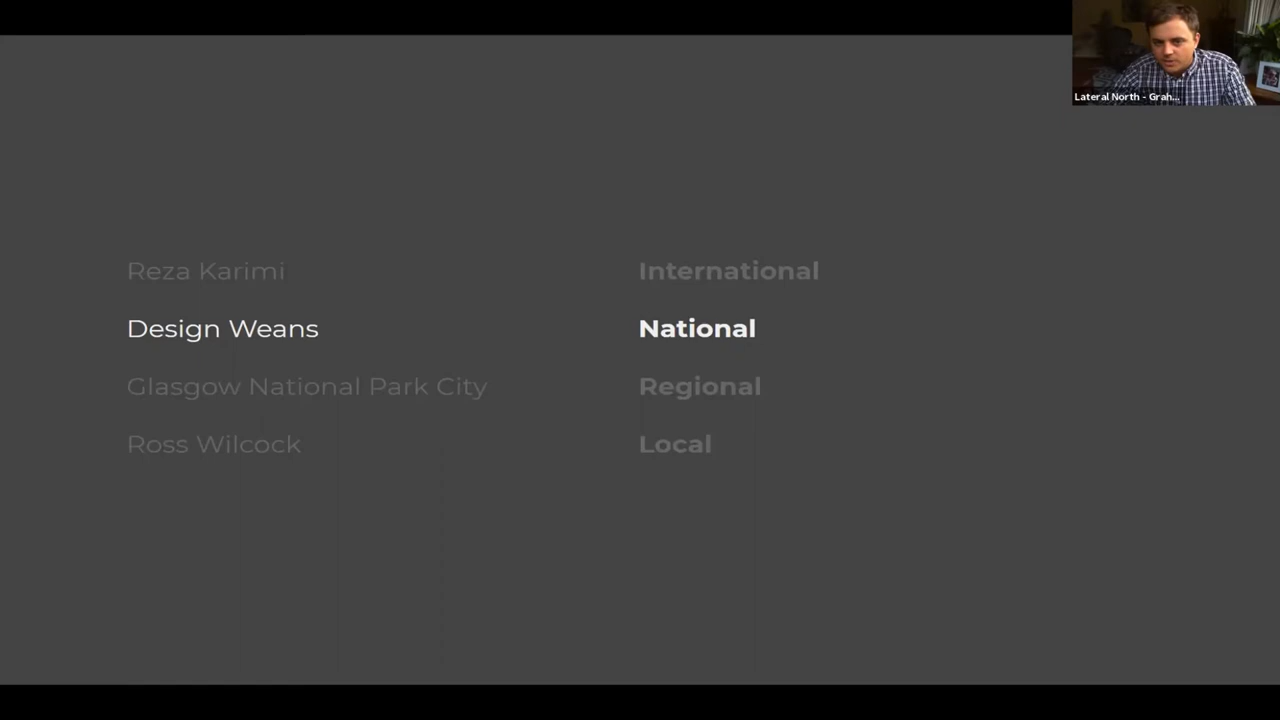 Lateral North - Grah...
Reza Karimi International
Design Weans National
Glasgow National Park City Regional
Ross Wilcock Local